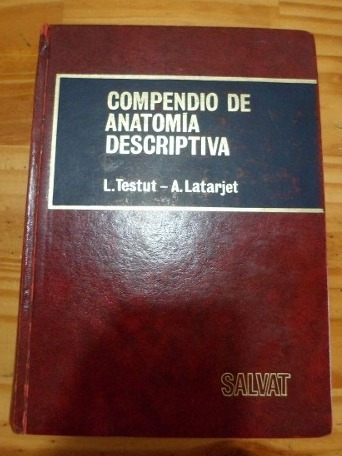 COMPENDIO DE
ANATOMÍA
DESCRIPTIVA
L. Testut - A. Latarjet
SALVAT